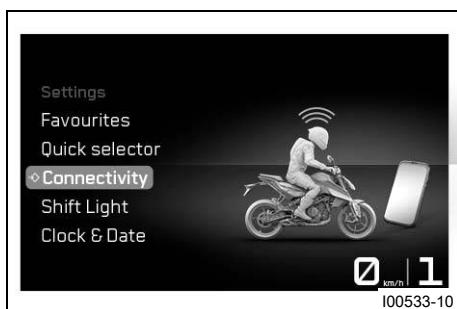 Settings
Favourites
Quick selector
Connectivity
Shift Light
Clock & Date
0 km/h 1
I00533-10